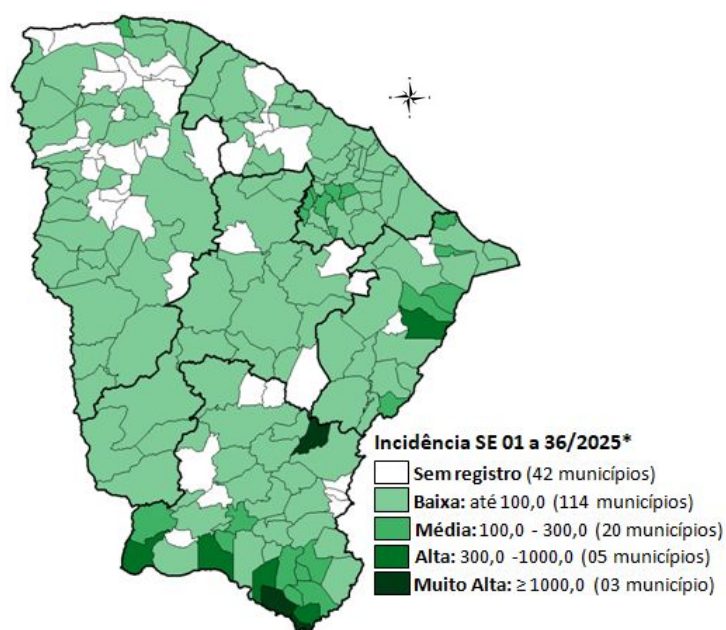 Incidência SE 01 a 36/2025*
Sem registro (42 municípios)
Baixa: até 100,0 (114 municípios)
Média: 100,0 - 300,0 (20 municípios)
Alta: 300,0 -1000,0 (05 municípios)
Muito Alta: ≥ 1000,0 (03 município)